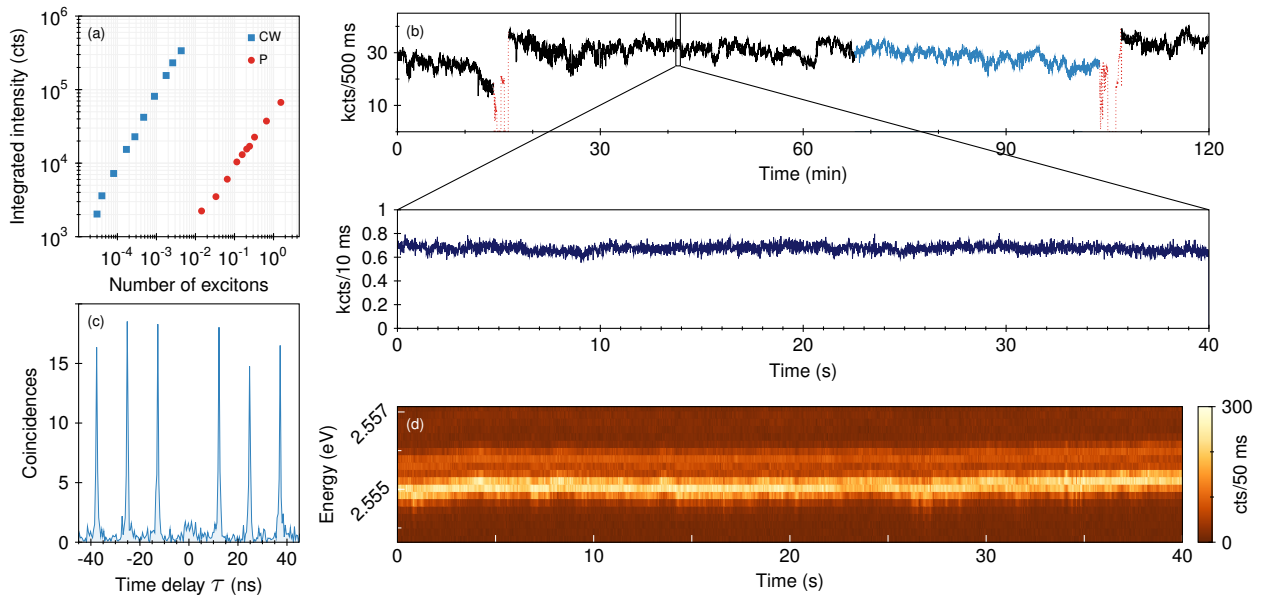 (a)
CW
P
Integrated intensity (cts)
10^6
10^5
10^4
10^3
10^-4 10^-3 10^-2 10^-1 10^0
Number of excitons
(b)
kcts/500 ms
30
10
0 30 60 90 120
Time (min)
kcts/10 ms
1
0.8
0.6
0.4
0.2
0
0 10 20 30 40
Time (s)
(c)
Coincidences
15
10
5
0
-40 -20 0 20 40
Time delay τ (ns)
(d)
Energy (eV)
2.557
2.555
0 10 20 30 40
Time (s)
300
0
cts/50 ms